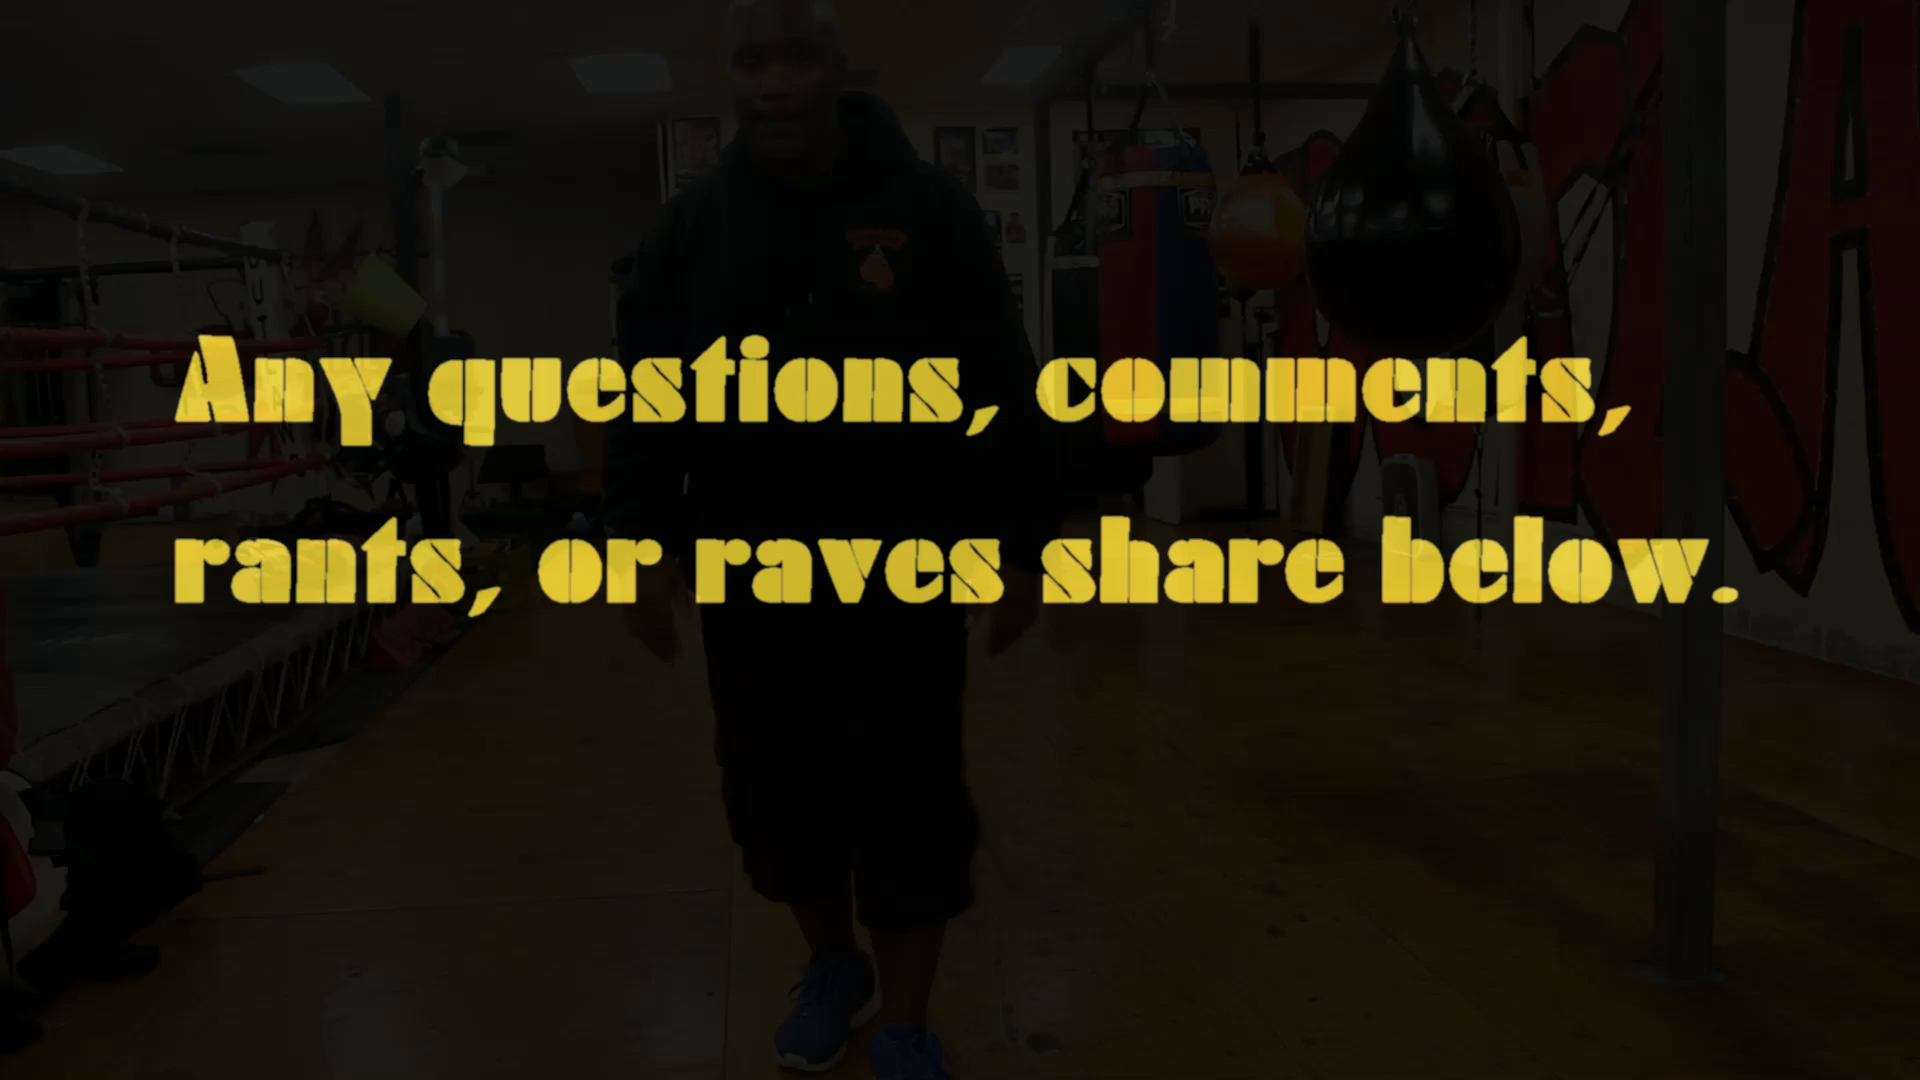 Any questions, comments,
rants, or raves share below.